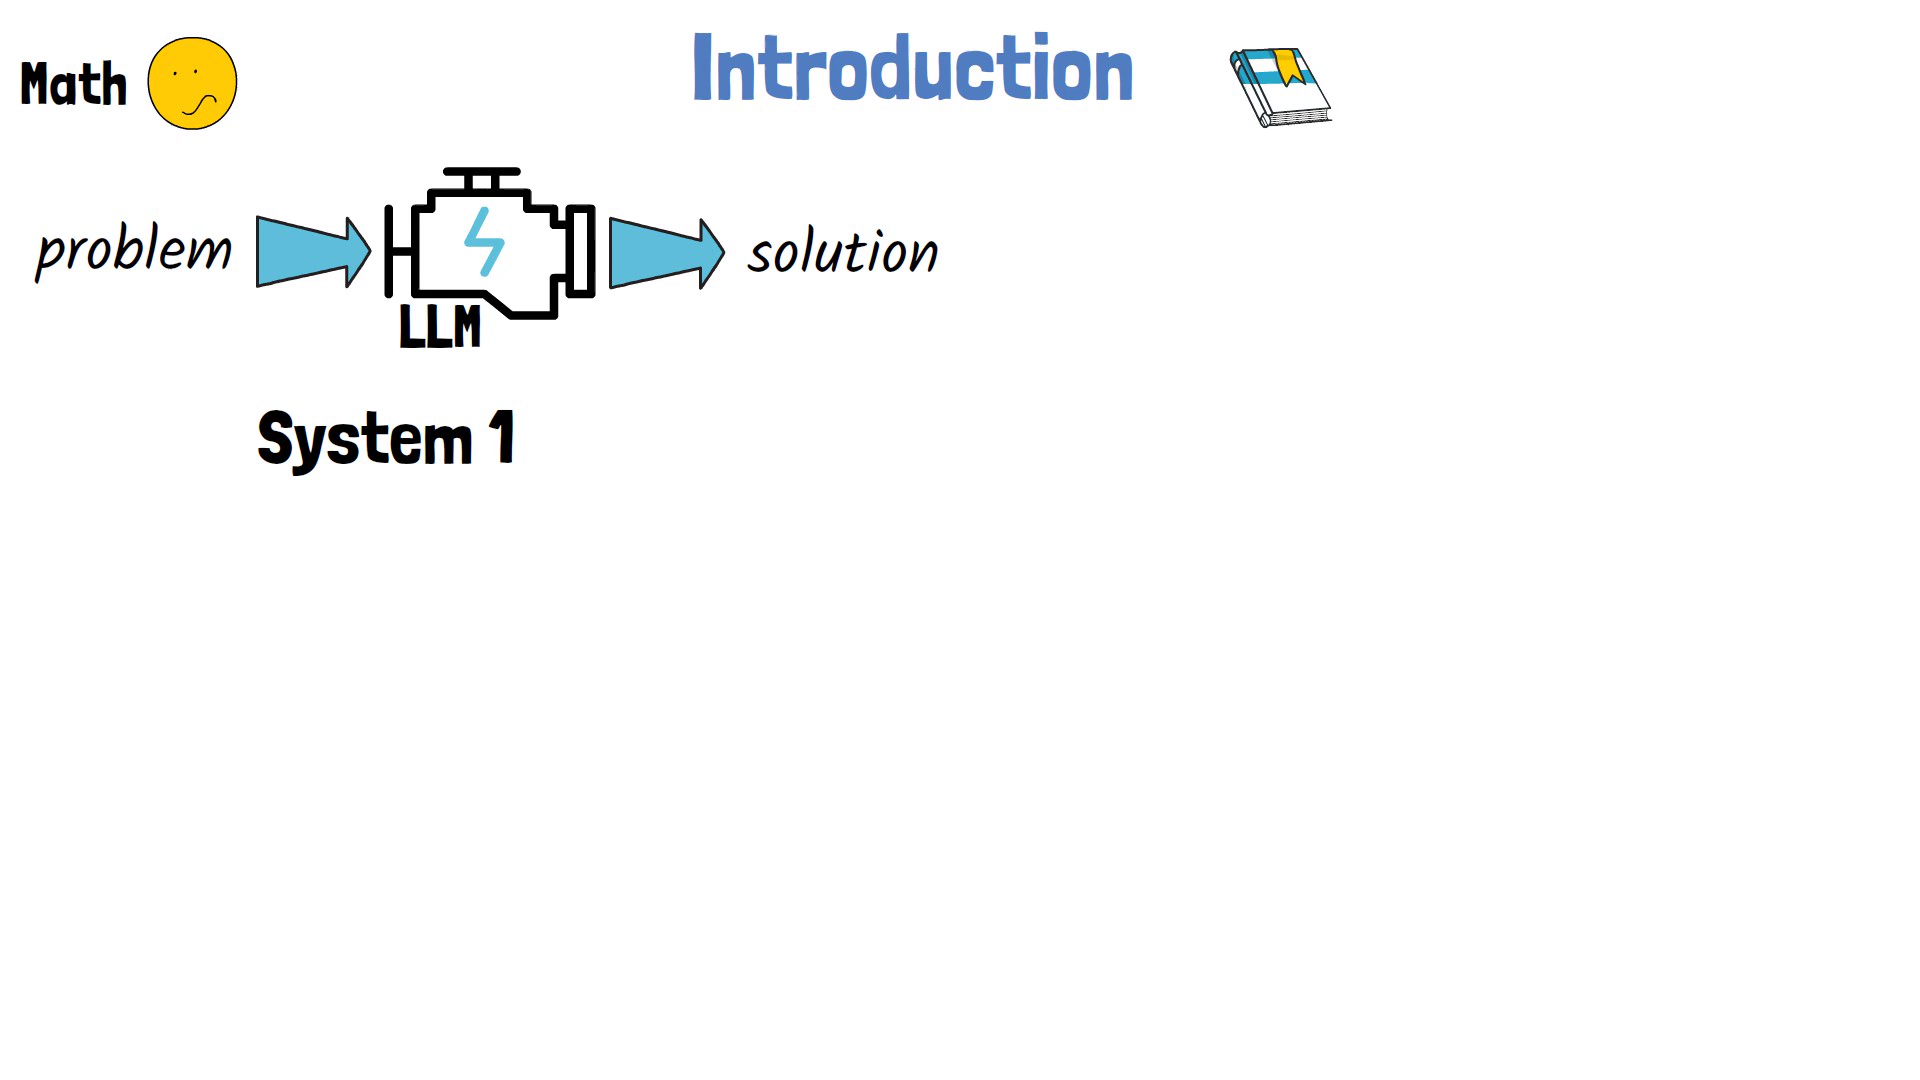 Introduction
Math
problem
solution
LLM
System 1